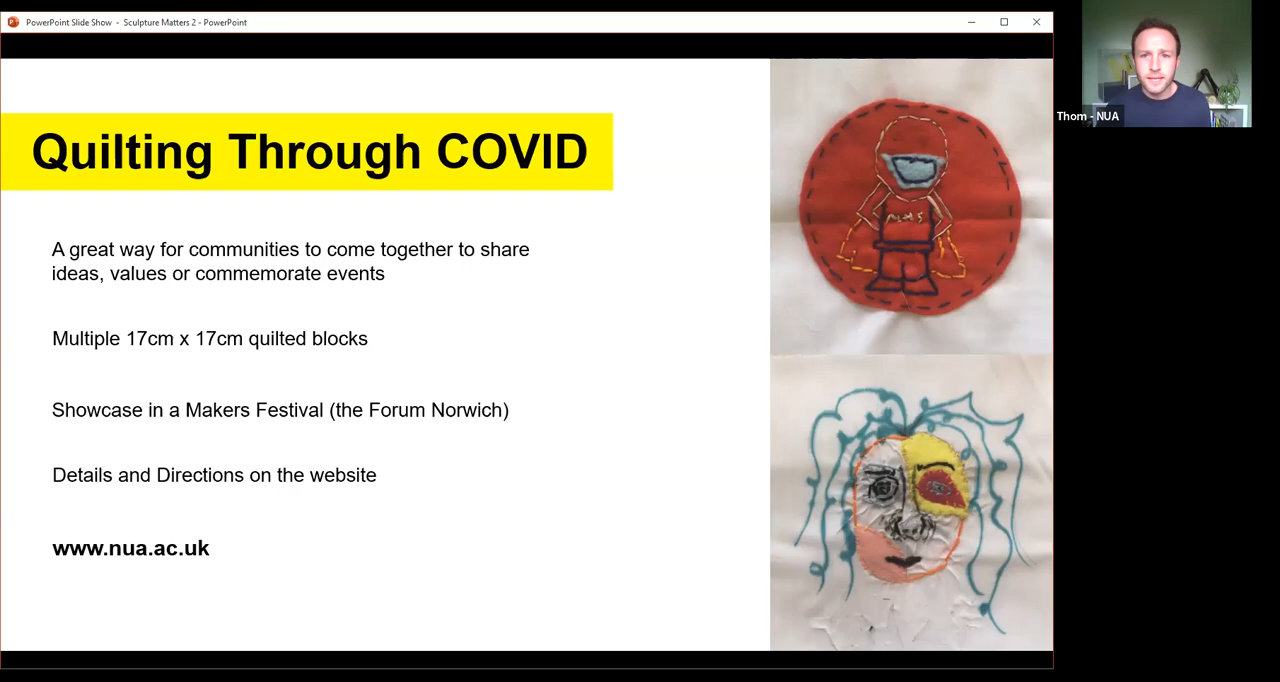 PowerPoint Slide Show - Sculpture Matters 2 - PowerPoint
Thom - NUA
Quilting Through COVID
A great way for communities to come together to share
ideas, values or commemorate events
Multiple 17cm x 17cm quilted blocks
Showcase in a Makers Festival (the Forum Norwich)
Details and Directions on the website
www.nua.ac.uk